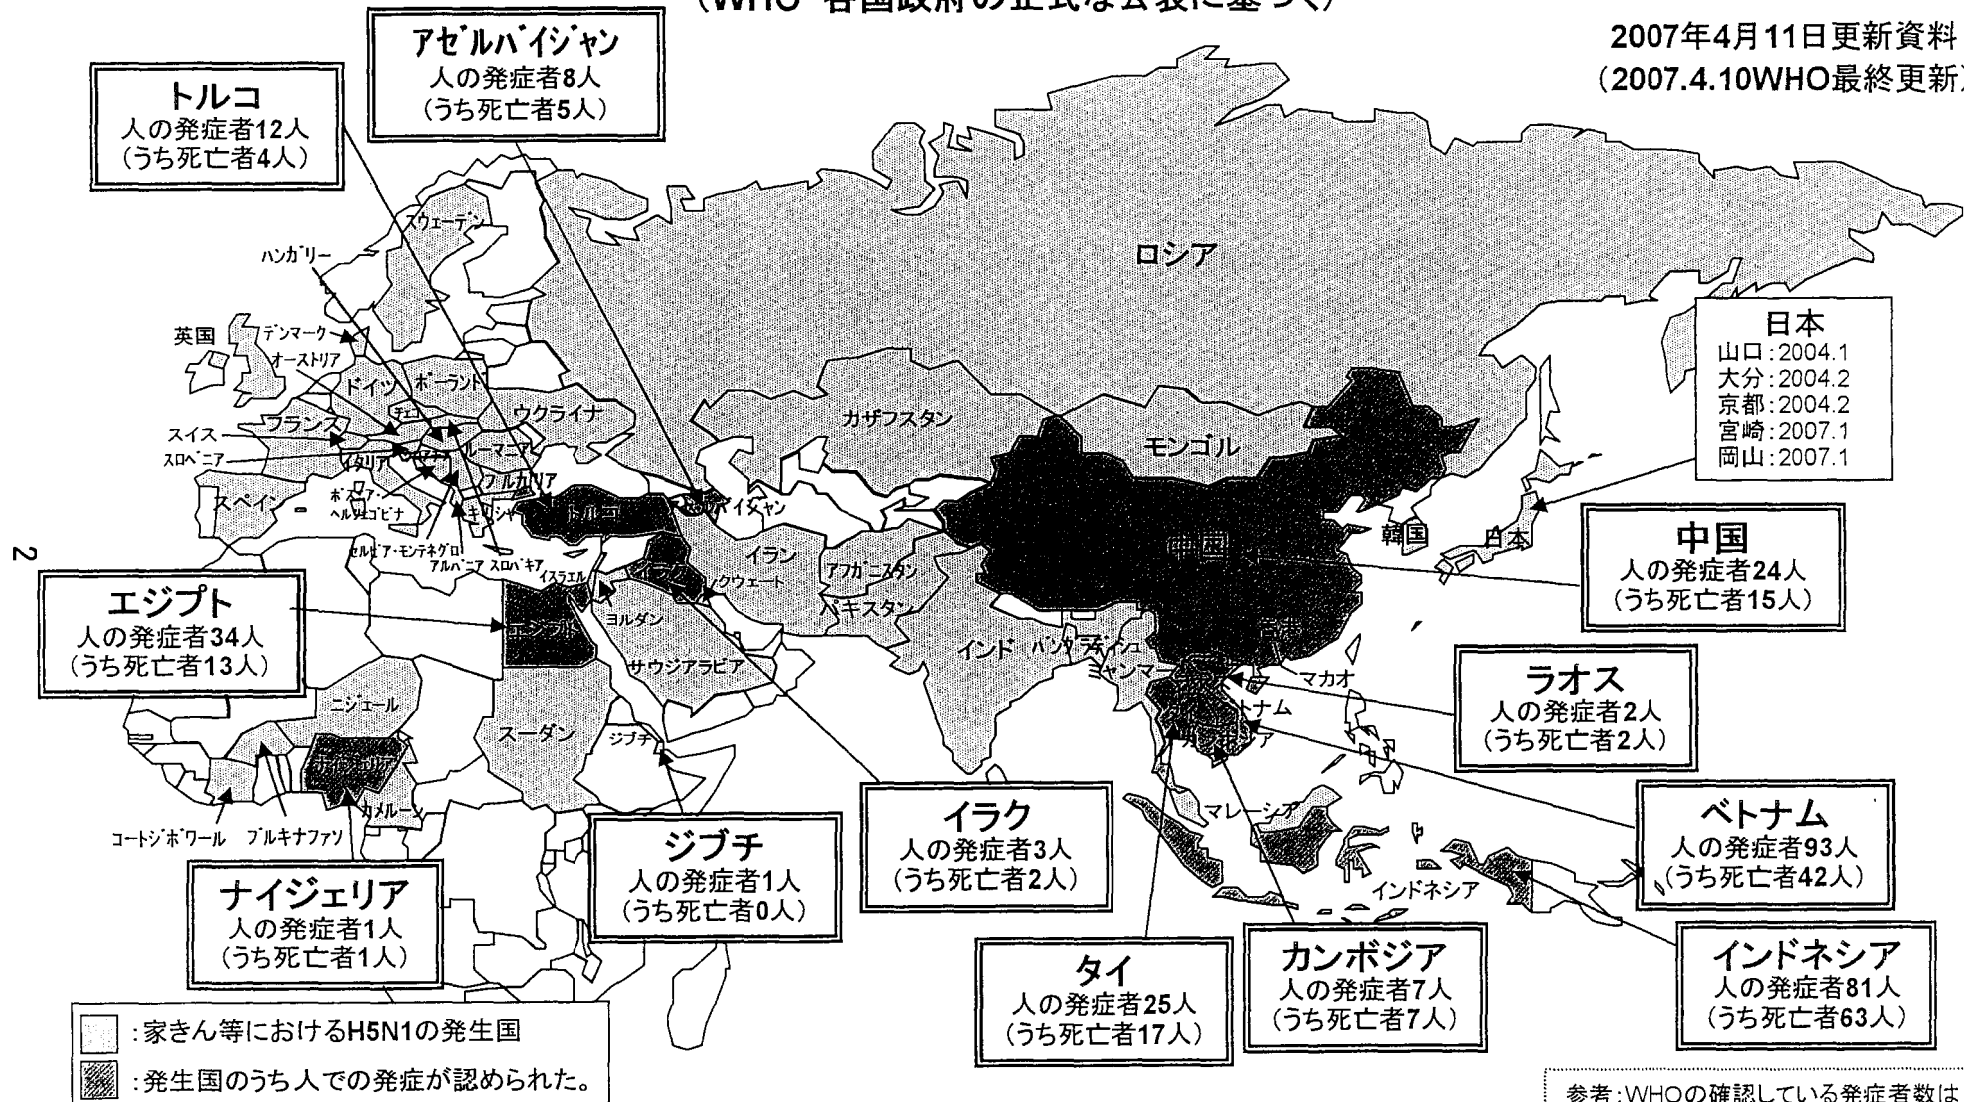 (WHO 各国政府の正式な公表に基づく)
2007年4月11日更新資料
(2007.4.10WHO最終更新)
アゼルバイジャン
人の発症者8人
(うち死亡者5人)
トルコ
人の発症者12人
(うち死亡者4人)
スウェーデン
ハンガリー
ロシア
英国
デンマーク
オーストリア
ドイツ
ポーランド
チェコ
フランス
ウクライナ
スイス
スロベニア
イタリア
ルーマニア
ブルガリア
スペイン
ボスニア・
ヘルツェゴビナ
ギリシャ
トルコ
セルビア・モンテネグロ
アルバニア スロバキア
イスラエル
カザフスタン
モンゴル
日本
山口:2004.1
大分:2004.2
京都:2004.2
宮崎:2007.1
岡山:2007.1
イラン
アフガニスタン
クウェート
パキスタン
ヨルダン
サウジアラビア
中国
韓国
日本
中国
人の発症者24人
(うち死亡者15人)
2
エジプト
人の発症者34人
(うち死亡者13人)
エジプト
インド
バングラディシュ
ミャンマー
香港
マカオ
ラオス
人の発症者2人
(うち死亡者2人)
ニジェール
スーダン
ジブチ
カメルーン
コートジボワール
ブルキナファソ
マレーシア
インドネシア
ベトナム
人の発症者93人
(うち死亡者42人)
ナイジェリア
人の発症者1人
(うち死亡者1人)
ジブチ
人の発症者1人
(うち死亡者0人)
イラク
人の発症者3人
(うち死亡者2人)
タイ
人の発症者25人
(うち死亡者17人)
カンボジア
人の発症者7人
(うち死亡者7人)
インドネシア
人の発症者81人
(うち死亡者63人)
:家きん等におけるH5N1の発生国
:発生国のうち人での発症が認められた。
参考:WHOの確認している発症者数は